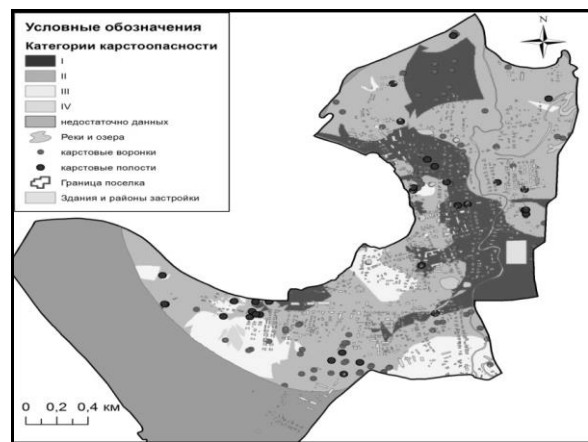 Условные обозначения
Категории карстоопасности
I
II
III
IV
недостаточно данных
Реки и озера
карстовые воронки
карстовые полости
Граница поселка
Здания и районы застройки
N
0 0,2 0,4 км